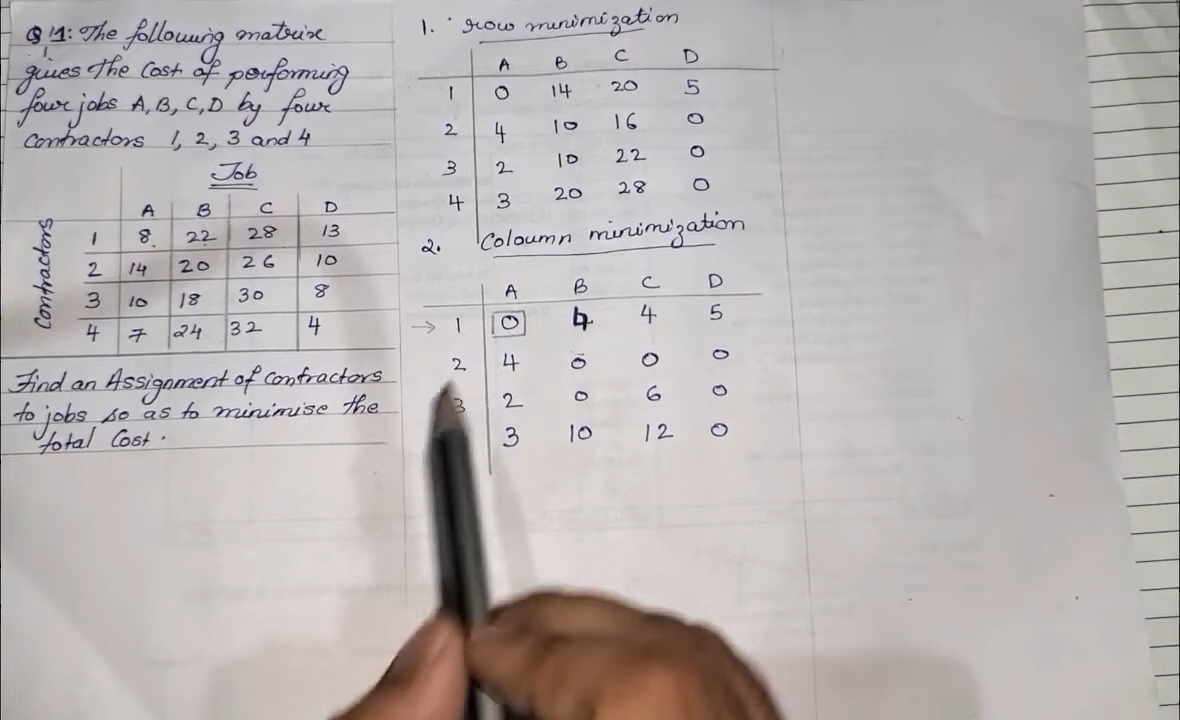 Q 1: The following matrix
gives the Cost of performing
four jobs A, B, C, D by four
contractors 1, 2, 3 and 4
Job
A B C D
Contractors
1 8 22 28 13
2 14 20 26 10
3 10 18 30 8
4 7 24 32 4
Find an Assignment of contractors
to jobs so as to minimise the
total Cost.
1. row minimization
A B C D
1 0 14 20 5
2 4 10 16 0
3 2 10 22 0
4 3 20 28 0
2. Coloumn minimization
A B C D
→ 1 0 4 4 5
2 4 0 0 0
3 2 0 6 0
3 10 12 0